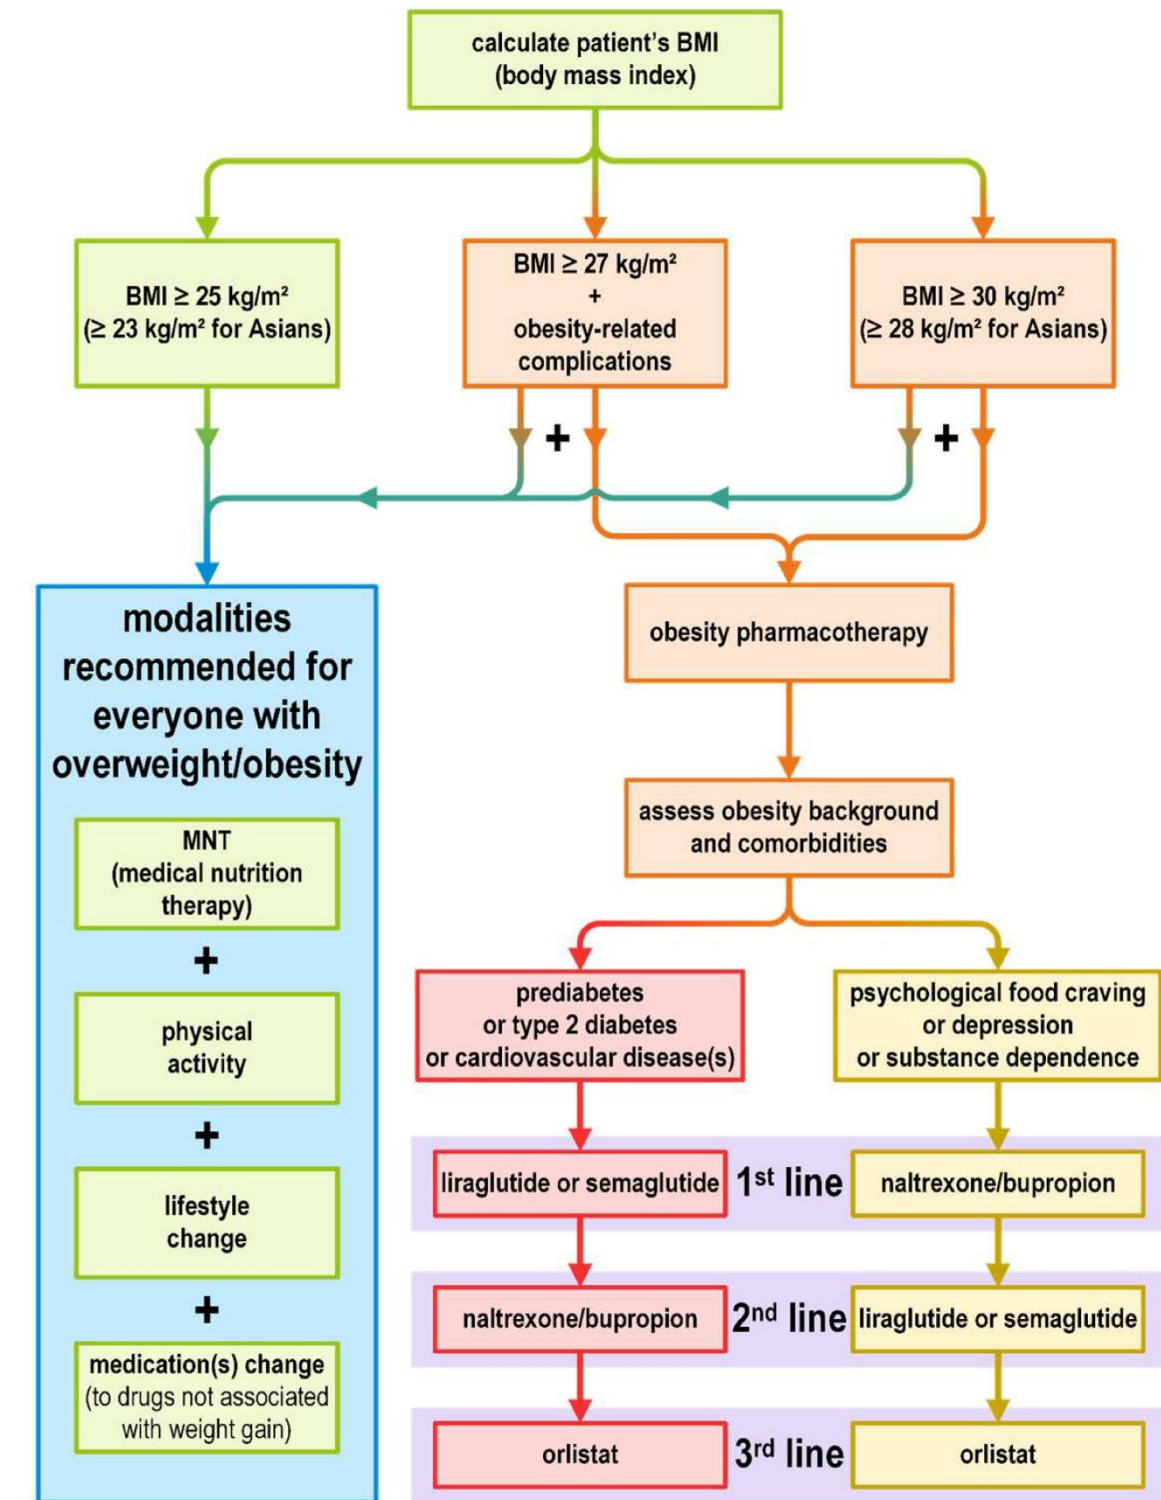 calculate patient's BMI
(body mass index)
BMI ≥ 25 kg/m²
(≥ 23 kg/m² for Asians)
BMI ≥ 27 kg/m²
+
obesity-related
complications
BMI ≥ 30 kg/m²
(≥ 28 kg/m² for Asians)
+
+
modalities
recommended for
everyone with
overweight/obesity
MNT
(medical nutrition
therapy)
+
physical
activity
+
lifestyle
change
+
medication(s) change
(to drugs not associated
with weight gain)
obesity pharmacotherapy
assess obesity background
and comorbidities
prediabetes
or type 2 diabetes
or cardiovascular disease(s)
psychological food craving
or depression
or substance dependence
liraglutide or semaglutide
1st line
naltrexone/bupropion
naltrexone/bupropion
2nd line
liraglutide or semaglutide
orlistat
3rd line
orlistat